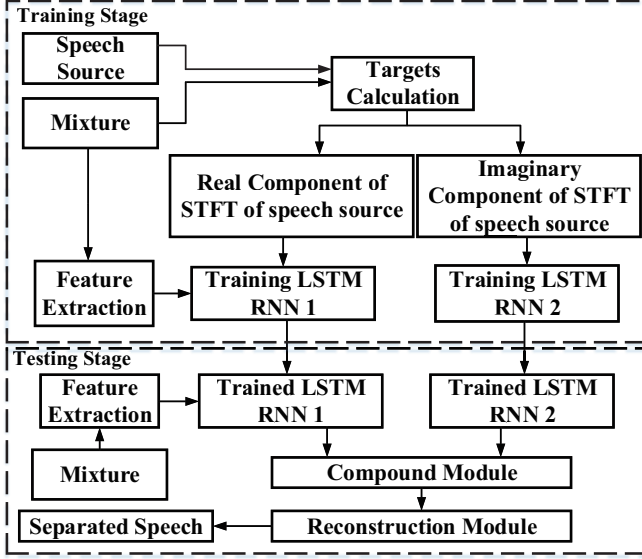 Training Stage
Speech
Source
Targets
Calculation
Mixture
Real Component of
STFT of speech source
Imaginary
Component of STFT
of speech source
Feature
Extraction
Training LSTM
RNN 1
Training LSTM
RNN 2
Testing Stage
Feature
Extraction
Trained LSTM
RNN 1
Trained LSTM
RNN 2
Mixture
Compound Module
Separated Speech
Reconstruction Module